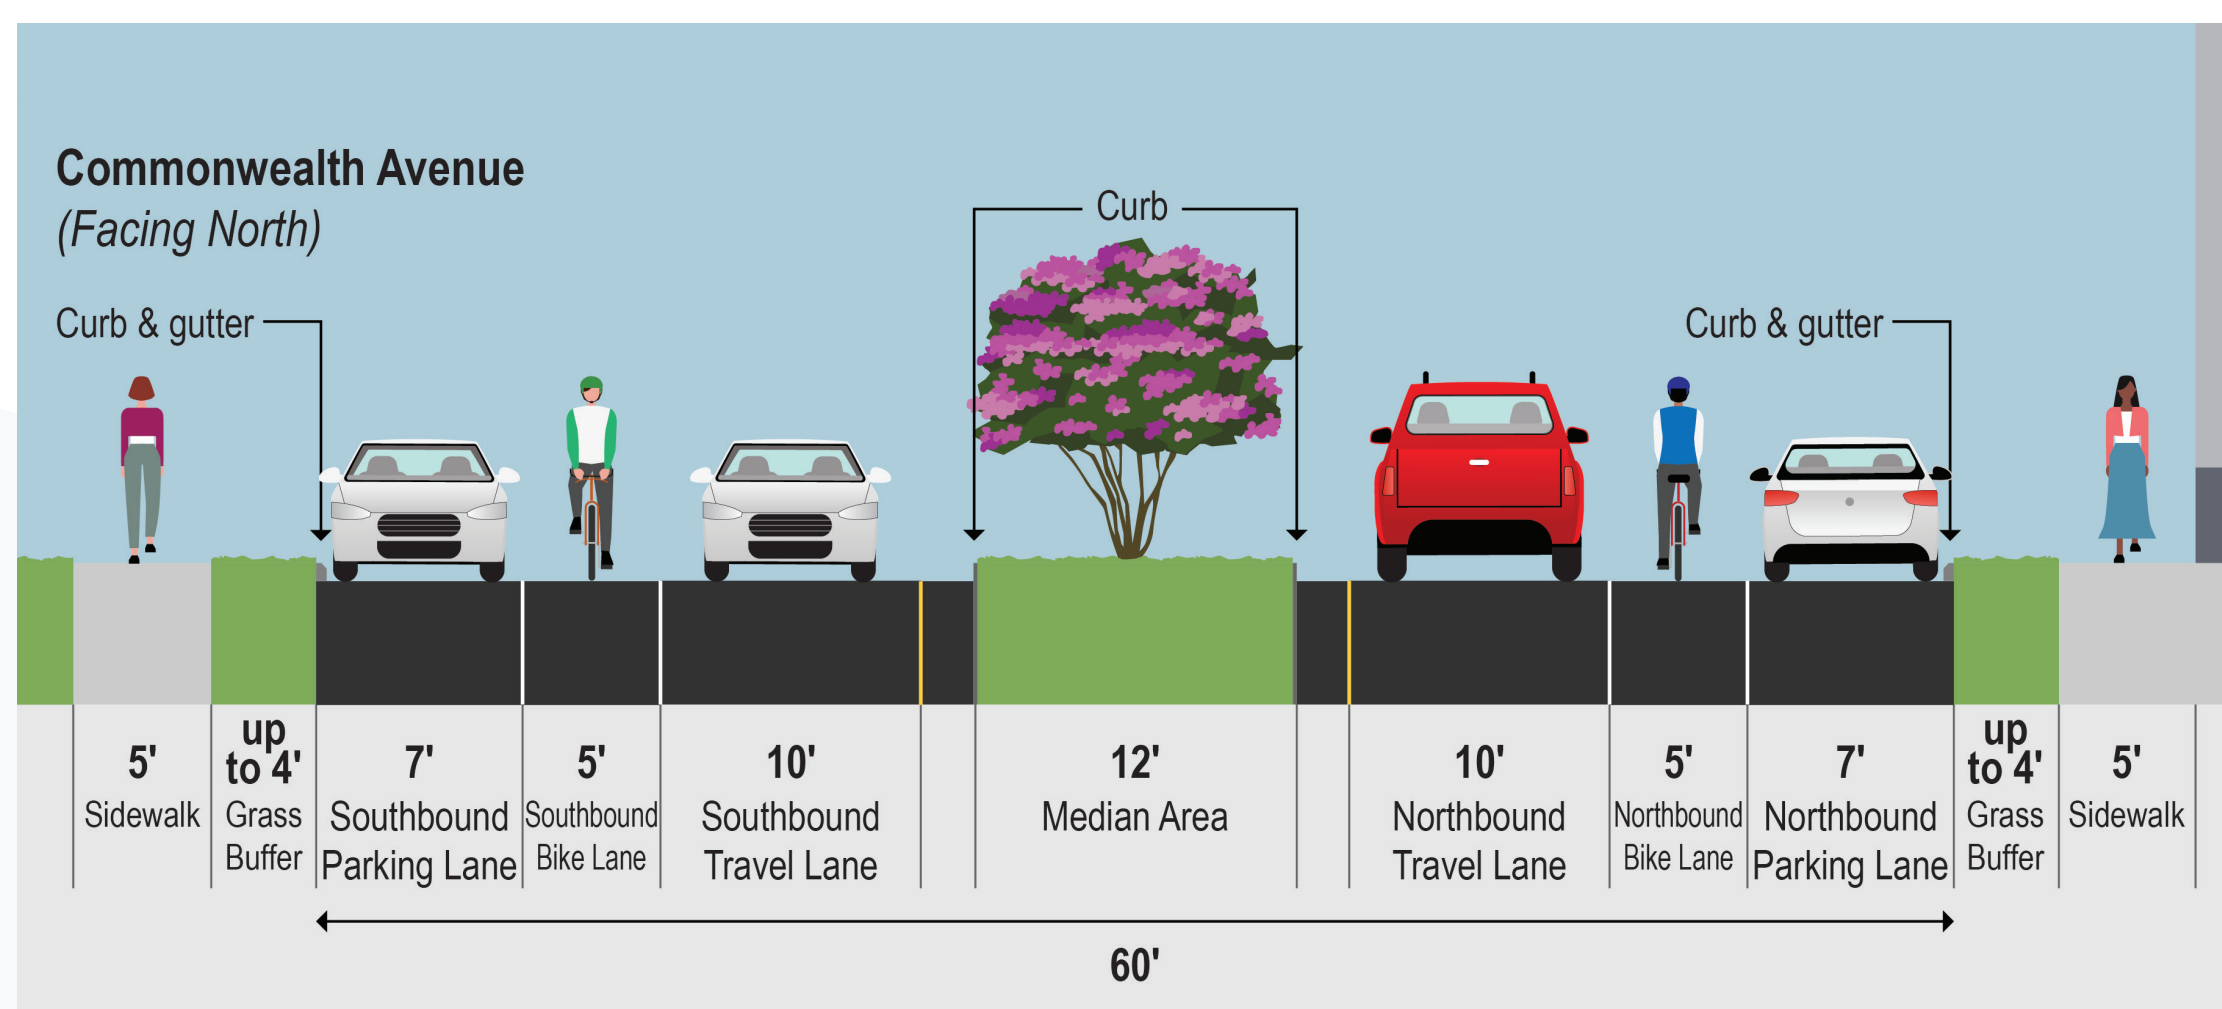 Commonwealth Avenue
(Facing North)
Curb
Curb & gutter
Curb & gutter
5'
Sidewalk
up
to 4'
Grass
Buffer
7'
Southbound
Parking Lane
5'
Southbound
Bike Lane
10'
Southbound
Travel Lane
12'
Median Area
10'
Northbound
Travel Lane
5'
Northbound
Bike Lane
7'
Northbound
Parking Lane
up
to 4'
Grass
Buffer
5'
Sidewalk
60'